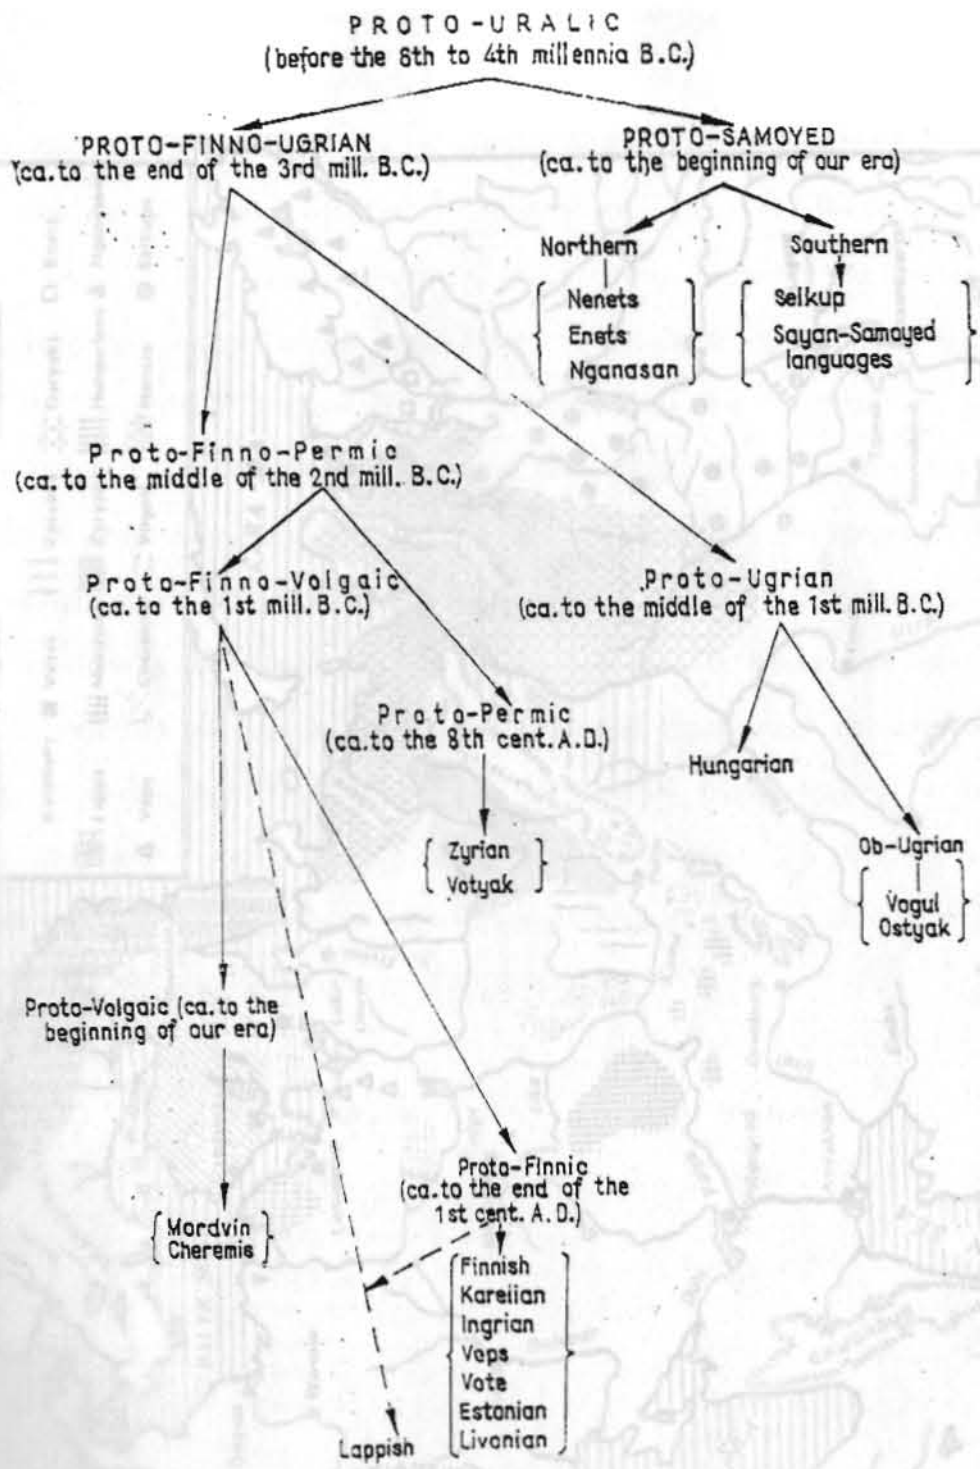 PROTO-URALIC
(before the 8th to 4th millennia B.C.)
PROTO-FINNO-UGRIAN
(ca. to the end of the 3rd mill. B.C.)
PROTO-SAMOYED
(ca. to the beginning of our era)
Northern
Nenets
Enets
Nganasan
Southern
Selkup
Sayan-Samoyed
languages
Proto-Finno-Permic
(ca. to the middle of the 2nd mill. B.C.)
Proto-Finno-Volgaic
(ca. to the 1st mill. B.C.)
Proto-Ugrian
(ca. to the middle of the 1st mill. B.C.)
Proto-Permic
(ca. to the 8th cent. A.D.)
Hungarian
Zyrian
Votyak
Ob-Ugrian
Vogul
Ostyak
Proto-Volgaic (ca. to the
beginning of our era)
Proto-Finnic
(ca. to the end of the
1st cent. A.D.)
Mordvin
Cheremis
Finnish
Karelian
Ingrian
Veps
Vote
Estonian
Livonian
Lappish